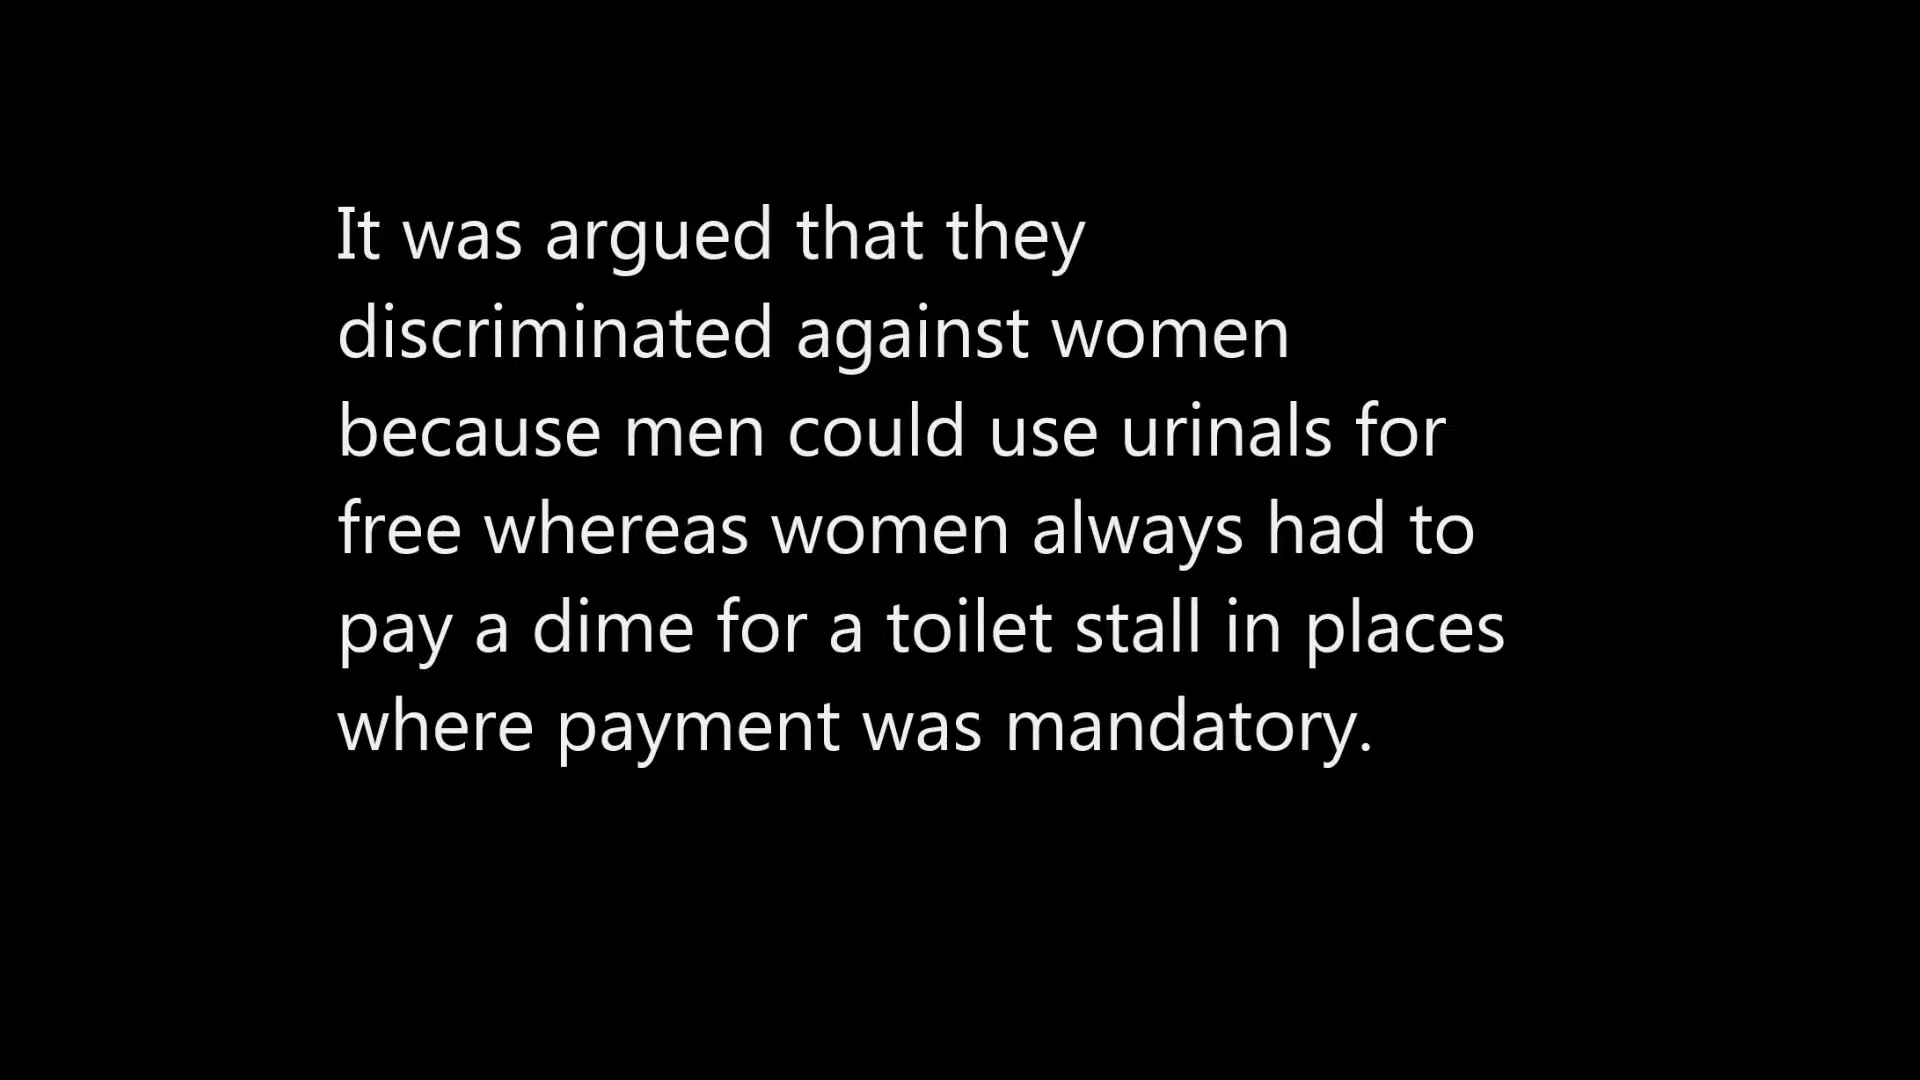 It was argued that they
discriminated against women
because men could use urinals for
free whereas women always had to
pay a dime for a toilet stall in places
where payment was mandatory.